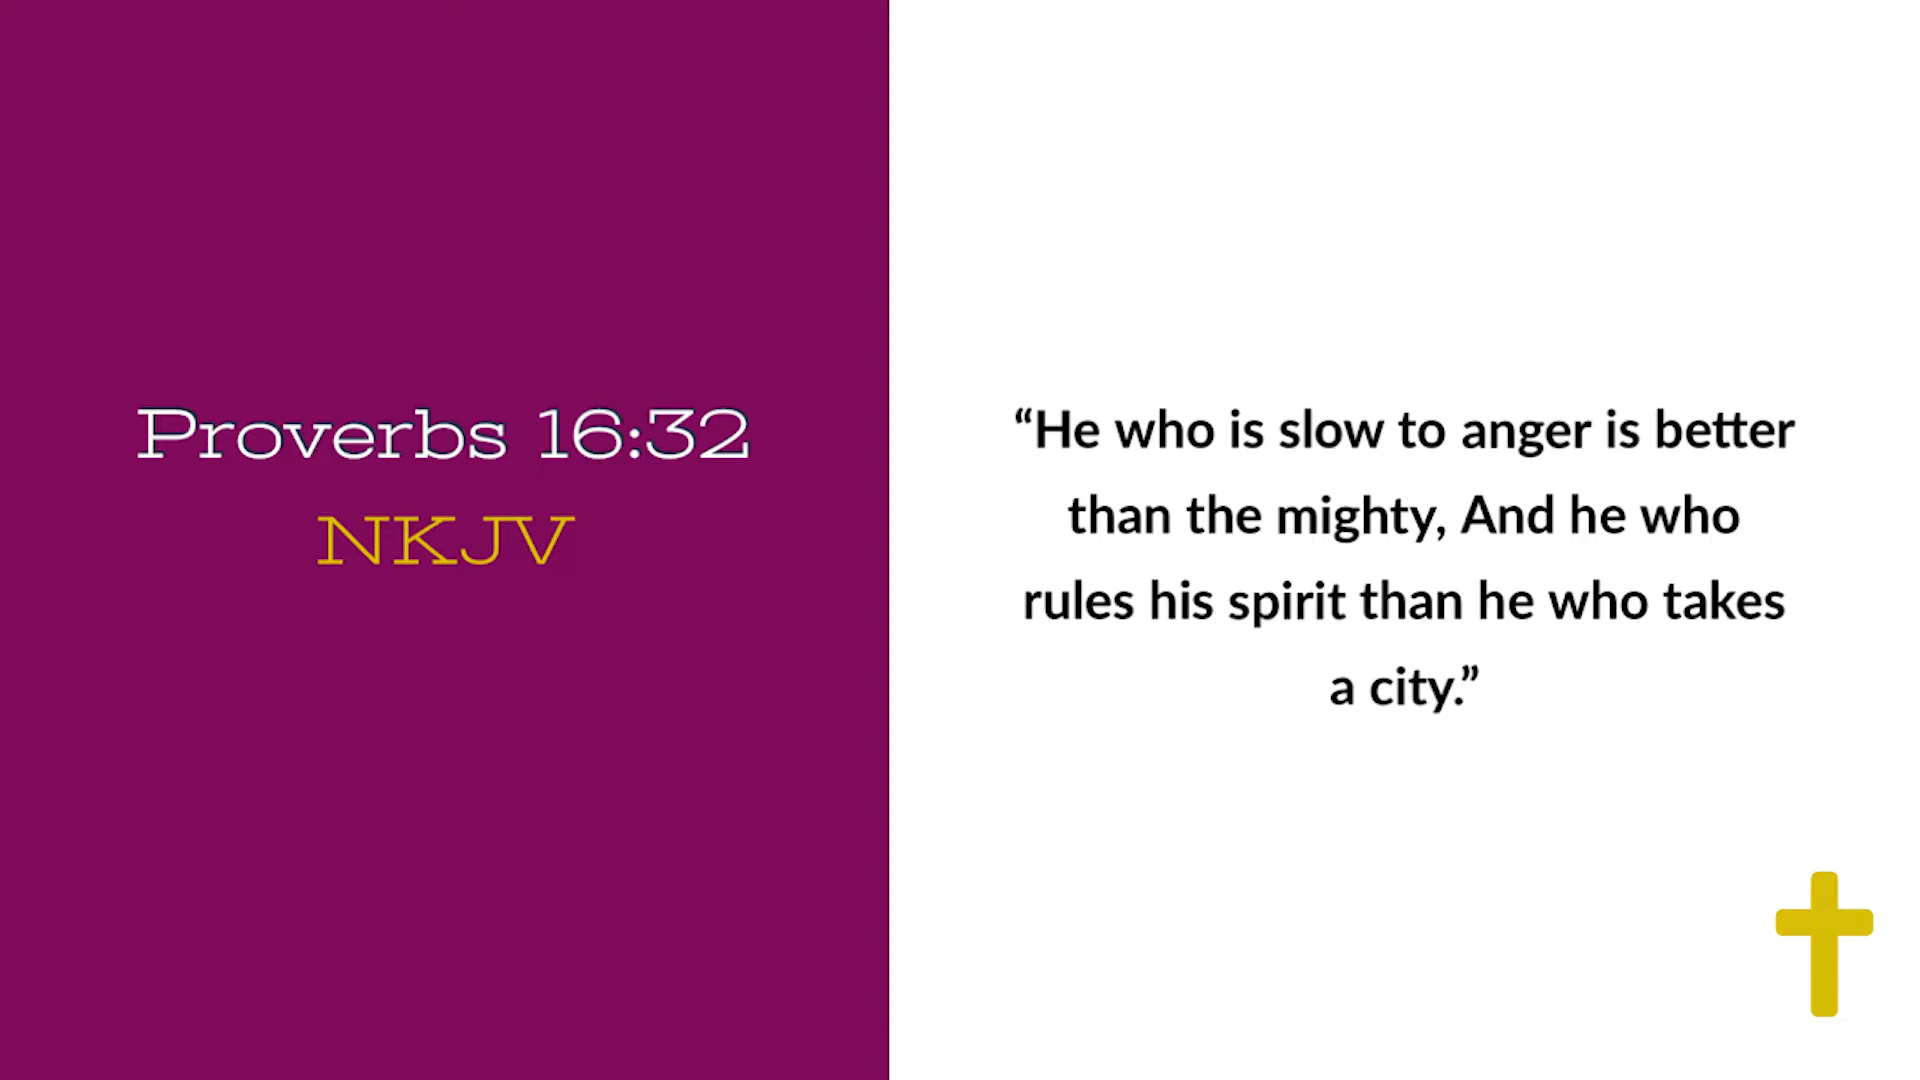 Proverbs 16:32
NKJV
“He who is slow to anger is better
than the mighty, And he who
rules his spirit than he who takes
a city.”